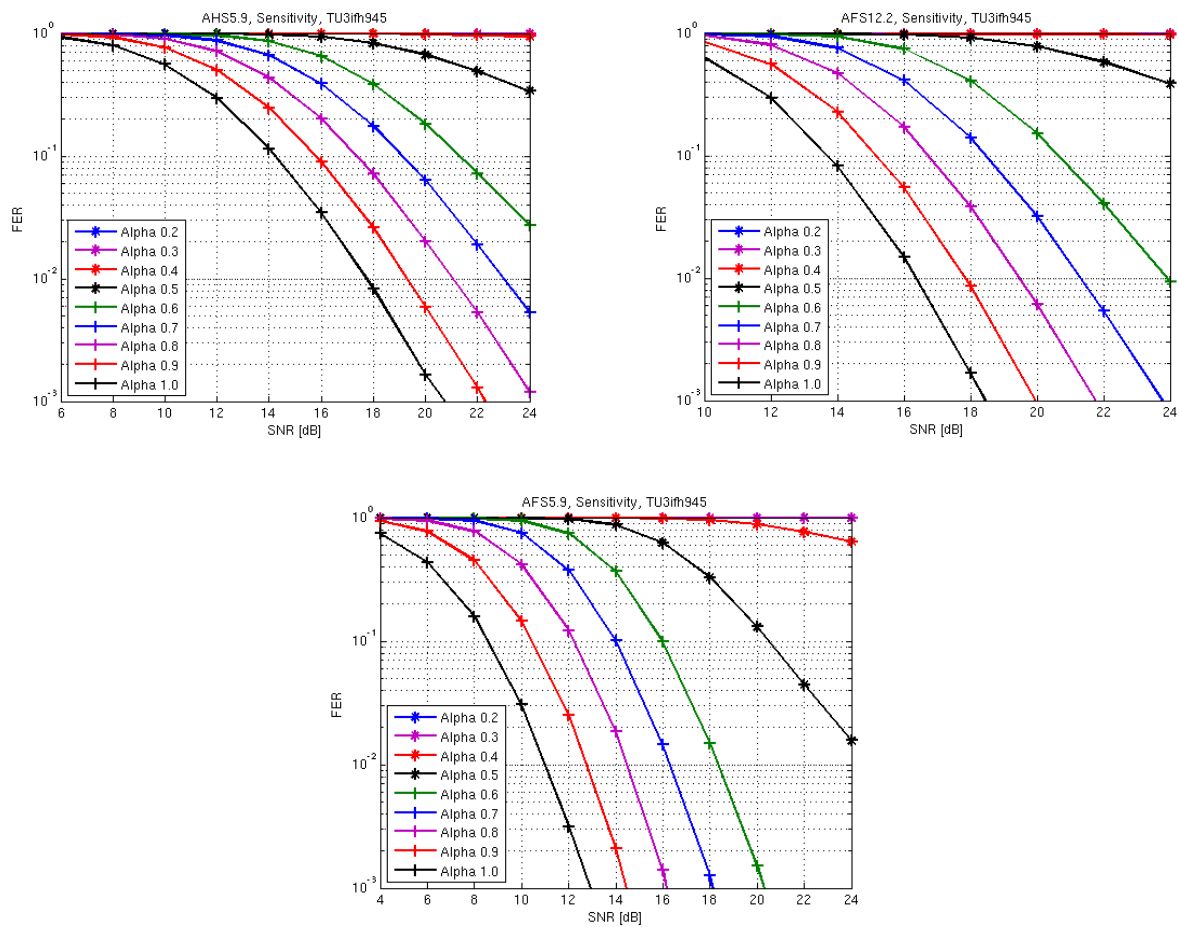 AHS5.9, Sensitivity, TU3ifh945
10^0
10^-1
10^-2
10^-3
FER
Alpha 0.2
Alpha 0.3
Alpha 0.4
Alpha 0.5
Alpha 0.6
Alpha 0.7
Alpha 0.8
Alpha 0.9
Alpha 1.0
6 8 10 12 14 16 18 20 22 24
SNR [dB]
AFS12.2, Sensitivity, TU3ifh945
10^0
10^-1
10^-2
10^-3
FER
Alpha 0.2
Alpha 0.3
Alpha 0.4
Alpha 0.5
Alpha 0.6
Alpha 0.7
Alpha 0.8
Alpha 0.9
Alpha 1.0
10 12 14 16 18 20 22 24
SNR [dB]
AFS5.9, Sensitivity, TU3ifh945
10^0
10^-1
10^-2
10^-3
FER
Alpha 0.2
Alpha 0.3
Alpha 0.4
Alpha 0.5
Alpha 0.6
Alpha 0.7
Alpha 0.8
Alpha 0.9
Alpha 1.0
4 6 8 10 12 14 16 18 20 22 24
SNR [dB]